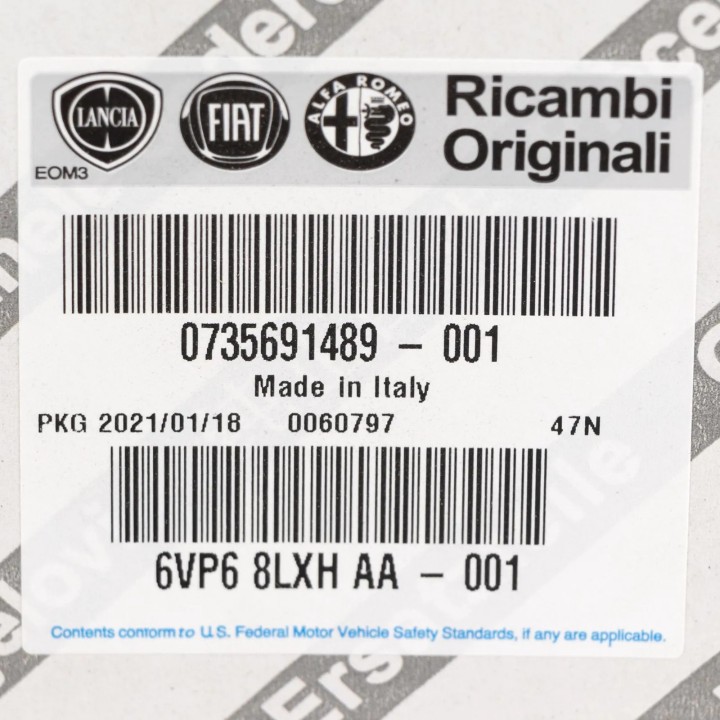 LANCIA
FIAT
ALFA ROMEO
Ricambi
Originali
EOM3
0735691489 – 001
Made in Italy
PKG 2021/01/18 0060797 47N
6VP6 8LXH AA – 001
Contents conform to U.S. Federal Motor Vehicle Safety Standards, if any are applicable.